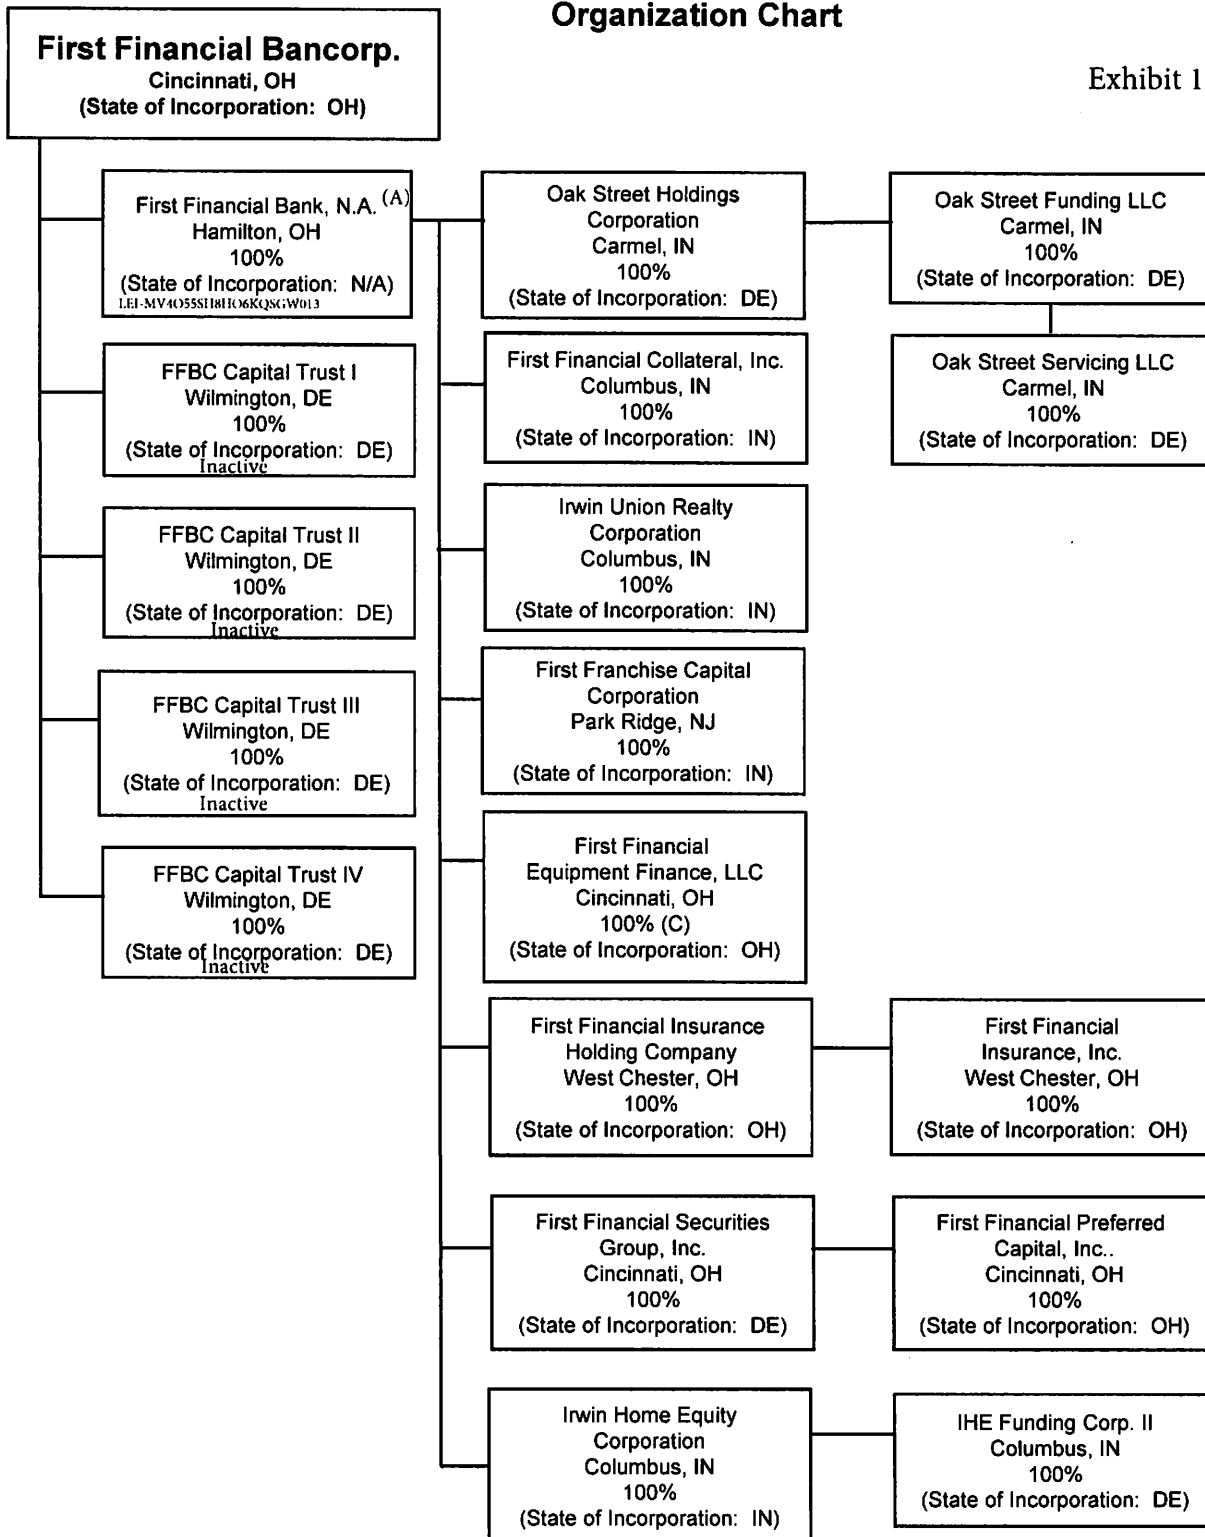 Organization Chart
Exhibit 1
First Financial Bancorp.
Cincinnati, OH
(State of Incorporation: OH)
First Financial Bank, N.A. (A)
Hamilton, OH
100%
(State of Incorporation: N/A)
FFBC Capital Trust I
Wilmington, DE
100%
(State of Incorporation: DE)
Inactive
FFBC Capital Trust II
Wilmington, DE
100%
(State of Incorporation: DE)
Inactive
FFBC Capital Trust III
Wilmington, DE
100%
(State of Incorporation: DE)
Inactive
FFBC Capital Trust IV
Wilmington, DE
100%
(State of Incorporation: DE)
Inactive
Oak Street Holdings
Corporation
Carmel, IN
100%
(State of Incorporation: DE)
Oak Street Funding LLC
Carmel, IN
100%
(State of Incorporation: DE)
Oak Street Servicing LLC
Carmel, IN
100%
(State of Incorporation: DE)
First Financial Collateral, Inc.
Columbus, IN
100%
(State of Incorporation: IN)
Irwin Union Realty
Corporation
Columbus, IN
100%
(State of Incorporation: IN)
First Franchise Capital
Corporation
Park Ridge, NJ
100%
(State of Incorporation: IN)
First Financial
Equipment Finance, LLC
Cincinnati, OH
100% (C)
(State of Incorporation: OH)
First Financial Insurance
Holding Company
West Chester, OH
100%
(State of Incorporation: OH)
First Financial
Insurance, Inc.
West Chester, OH
100%
(State of Incorporation: OH)
First Financial Securities
Group, Inc.
Cincinnati, OH
100%
(State of Incorporation: DE)
First Financial Preferred
Capital, Inc..
Cincinnati, OH
100%
(State of Incorporation: OH)
Irwin Home Equity
Corporation
Columbus, IN
100%
(State of Incorporation: IN)
IHE Funding Corp. II
Columbus, IN
100%
(State of Incorporation: DE)